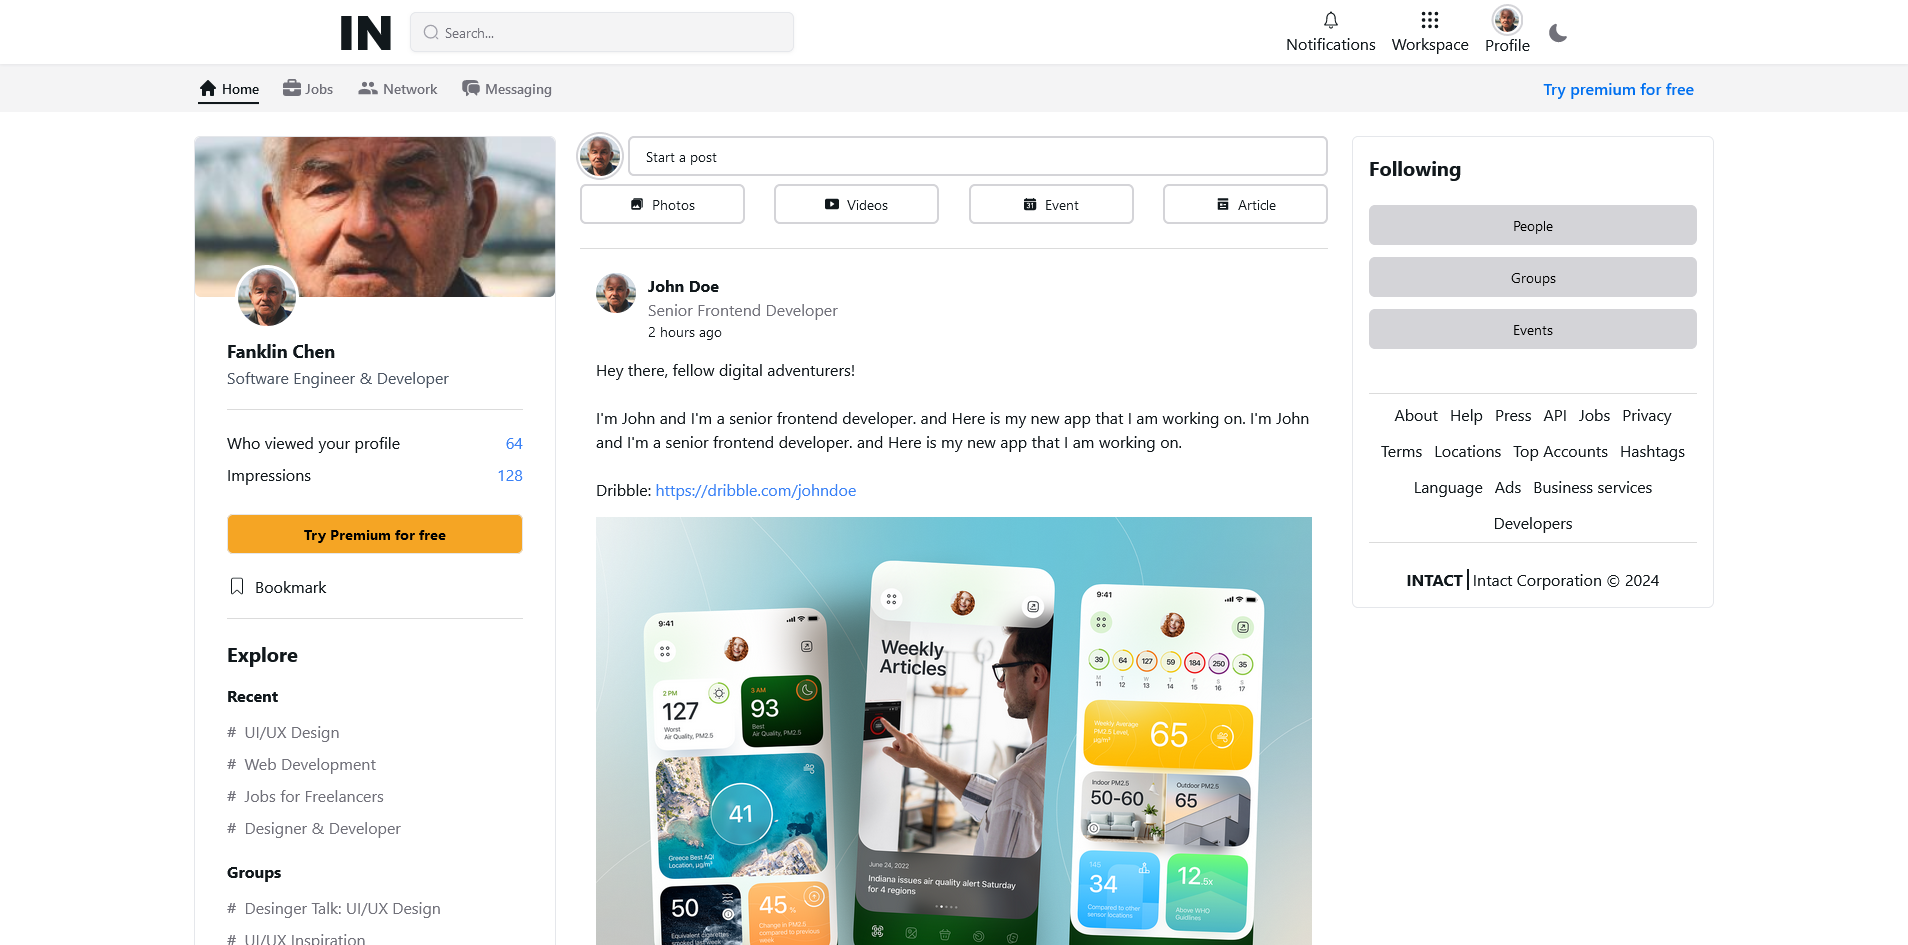 IN
Search...
Notifications
Workspace
Profile
Home
Jobs
Network
Messaging
Try premium for free
Fanklin Chen
Software Engineer & Developer
Who viewed your profile 64
Impressions 128
Try Premium for free
Bookmark
Explore
Recent
# UI/UX Design
# Web Development
# Jobs for Freelancers
# Designer & Developer
Groups
# Desinger Talk: UI/UX Design
# UI/UX Inspiration
Start a post
Photos
Videos
Event
Article
John Doe
Senior Frontend Developer
2 hours ago
Hey there, fellow digital adventurers!
I'm John and I'm a senior frontend developer. and Here is my new app that I am working on. I'm John
and I'm a senior frontend developer. and Here is my new app that I am working on.
Dribble: https://dribble.com/johndoe
9:41
2 PM
127
Worst
Air Quality, PM2.5
3 AM
93
Best
Air Quality, PM2.5
41
Greece Best AQI
Location, µg/m³
50
Equivalent cigarettes
smoked last week
45 %
Change in PM2.5
compared to previous
week
Weekly
Articles
June 24, 2022
Indiana issues air quality alert Saturday
for 4 regions
9:41
39 64 127 59 184 250 35
M T W T F S S
11 12 13 14 15 16 17
Weekly Average
PM2.5 Level,
µg/m³
65
Indoor PM2.5
50-60
Outdoor PM2.5
65
145
34
Compared to other
sensor locations
12.5x
Above WHO
Guidlines
Following
People
Groups
Events
About Help Press API Jobs Privacy
Terms Locations Top Accounts Hashtags
Language Ads Business services
Developers
INTACT Intact Corporation © 2024